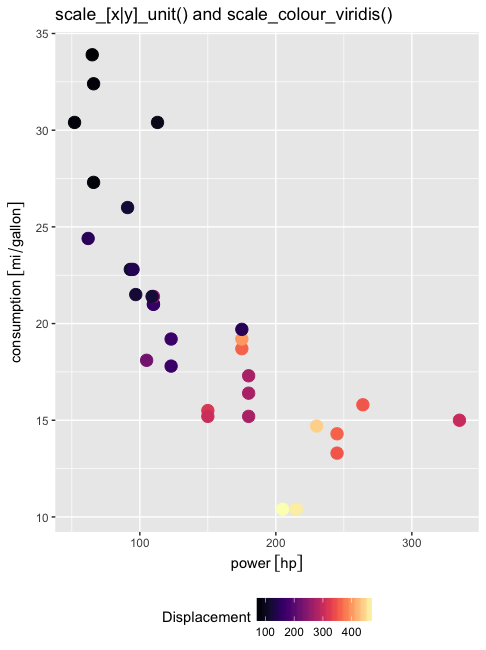 scale_[x|y]_unit() and scale_colour_viridis()
35
30
25
20
15
10
consumption [mi/gallon]
100 200 300
power [hp]
Displacement
100 200 300 400